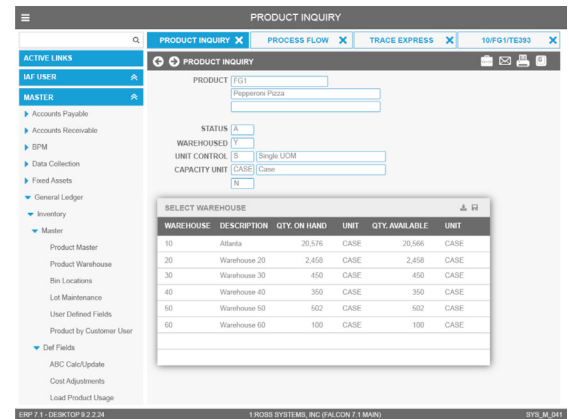 PRODUCT INQUIRY
PRODUCT INQUIRY PROCESS FLOW TRACE EXPRESS 10/FG1/TE393
ACTIVE LINKS
IAF USER
MASTER
Accounts Payable
Accounts Receivable
BPM
Data Collection
Fixed Assets
General Ledger
Inventory
Master
Product Master
Product Warehouse
Bin Locations
Lot Maintenance
User Defined Fields
Product by Customer User
Def Fields
ABC Calc/Update
Cost Adjustments
Load Product Usage
PRODUCT INQUIRY
PRODUCT FG1
Pepperoni Pizza
STATUS A
WAREHOUSED Y
UNIT CONTROL S Single UOM
CAPACITY UNIT CASE Case
N
SELECT WAREHOUSE
WAREHOUSE DESCRIPTION QTY. ON HAND UNIT QTY. AVAILABLE UNIT
10 Atlanta 20,576 CASE 20,566 CASE
20 Warehouse 20 2,458 CASE 2,458 CASE
30 Warehouse 30 450 CASE 450 CASE
40 Warehouse 40 350 CASE 350 CASE
50 Warehouse 50 502 CASE 502 CASE
60 Warehouse 60 100 CASE 100 CASE
ERP 7.1 - DESKTOP 9.2.2.24 1:ROSS SYSTEMS, INC (FALCON 7.1 MAIN) SYS_M_041